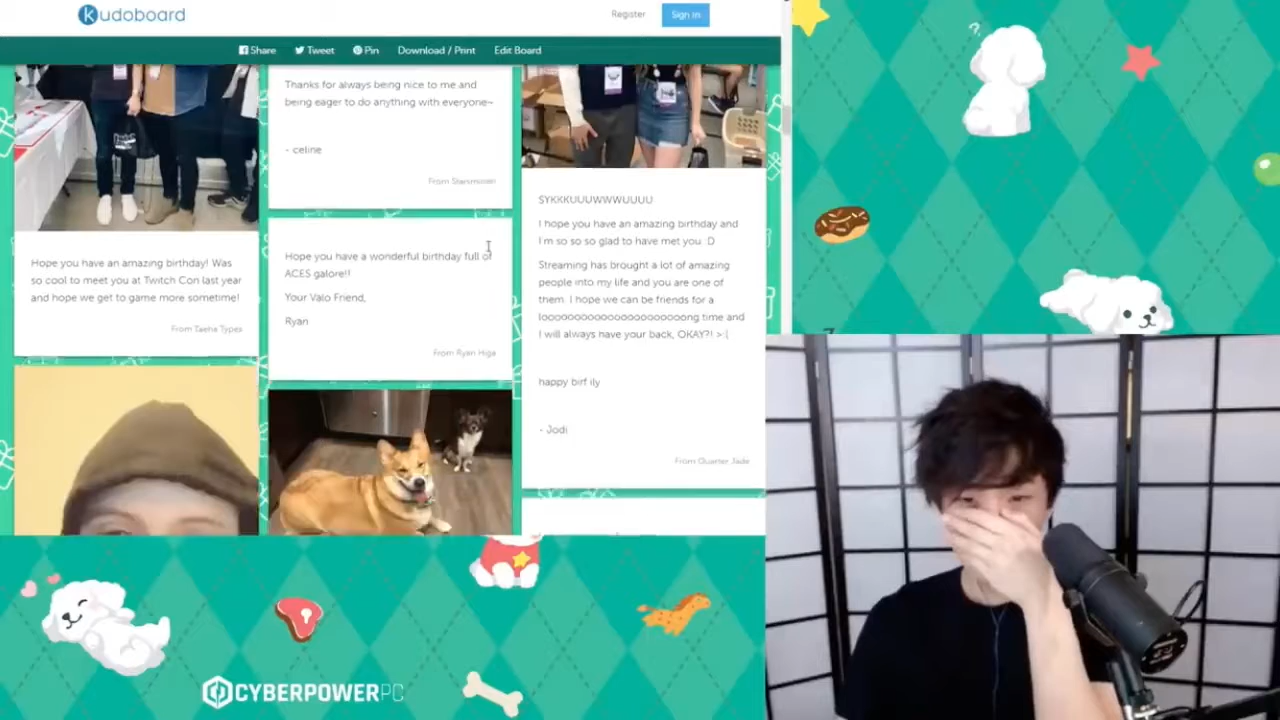 kudoboard
Register
Sign in
Share
Tweet
Pin
Download / Print
Edit Board
Hope you have an amazing birthday! Was
so cool to meet you at Twitch Con last year
and hope we get to game more sometime!
From Taeha Types
Thanks for always being nice to me and
being eager to do anything with everyone~
- celine
From Starsmitten
Hope you have a wonderful birthday full of
ACES galore!!
Your Valo Friend,
Ryan
From Ryan Higa
I hope you have an amazing birthday and
I'm so so so glad to have met you :D
Streaming has brought a lot of amazing
people into my life and you are one of
them. I hope we can be friends for a
time and
I will always have your back, OKAY?! >:(
happy birf ily
- Jodi
From Quarter Jade
?
Z
CYBERPOWERPC